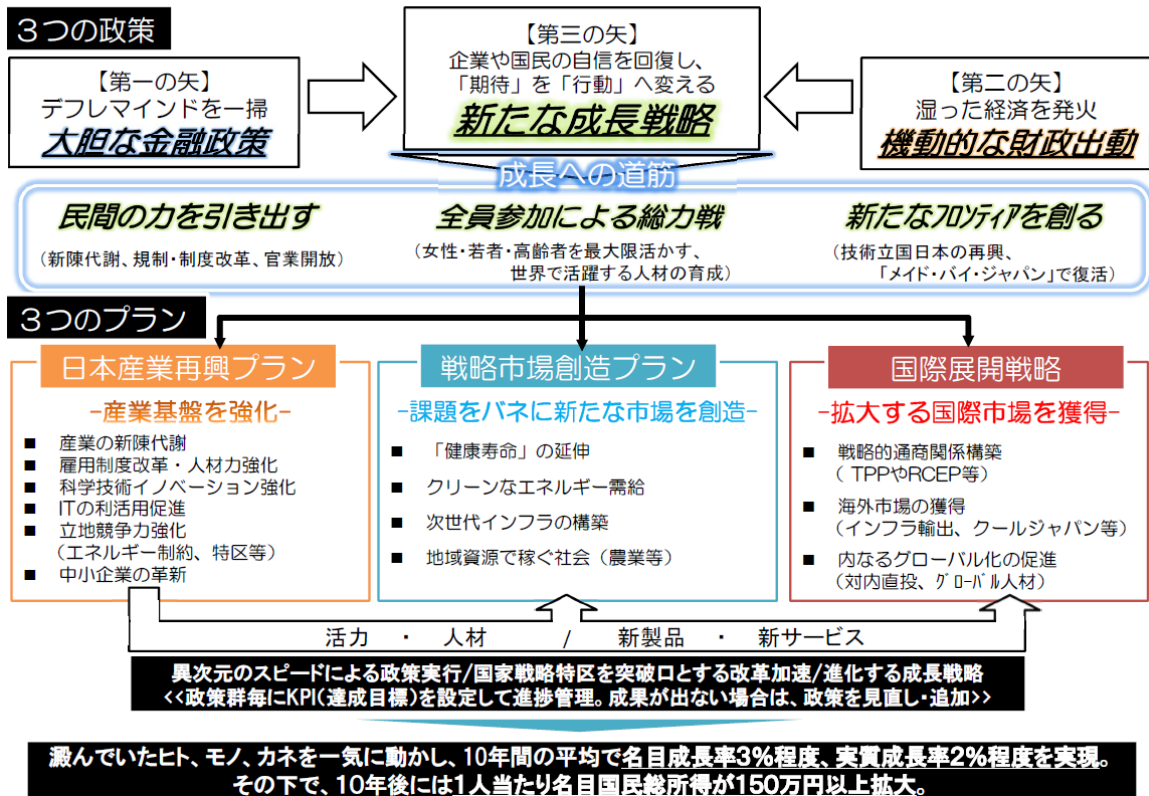 ３つの政策
【第一の矢】
デフレマインドを一掃
大胆な金融政策
【第三の矢】
企業や国民の自信を回復し、
「期待」を「行動」へ変える
新たな成長戦略
【第二の矢】
湿った経済を発火
機動的な財政出動
成長への道筋
民間の力を引き出す
（新陳代謝、規制・制度改革、官業開放）
全員参加による総力戦
（女性・若者・高齢者を最大限活かす、
世界で活躍する人材の育成）
新たなﾌﾛﾝﾃｨｱを創る
（技術立国日本の再興、
「メイド・バイ・ジャパン」で復活）
３つのプラン
日本産業再興プラン
-産業基盤を強化-
■ 産業の新陳代謝
■ 雇用制度改革・人材力強化
■ 科学技術イノベーション強化
■ ITの利活用促進
■ 立地競争力強化
（エネルギー制約、特区等）
■ 中小企業の革新
戦略市場創造プラン
-課題をバネに新たな市場を創造-
■ 「健康寿命」の延伸
■ クリーンなエネルギー需給
■ 次世代インフラの構築
■ 地域資源で稼ぐ社会（農業等）
国際展開戦略
-拡大する国際市場を獲得-
■ 戦略的通商関係構築
（ TPPやRCEP等）
■ 海外市場の獲得
（インフラ輸出、クールジャパン等）
■ 内なるグローバル化の促進
（対内直投、ｸﾞﾛｰﾊﾞﾙ人材）
活力 ・ 人材 / 新製品 ・ 新サービス
異次元のスピードによる政策実行/国家戦略特区を突破口とする改革加速/進化する成長戦略
<<政策群毎にKPI(達成目標)を設定して進捗管理。成果が出ない場合は、政策を見直し・追加>>
澱んでいたヒト、モノ、カネを一気に動かし、10年間の平均で名目成長率3％程度、実質成長率2％程度を実現。
その下で、10年後には1人当たり名目国民総所得が150万円以上拡大。